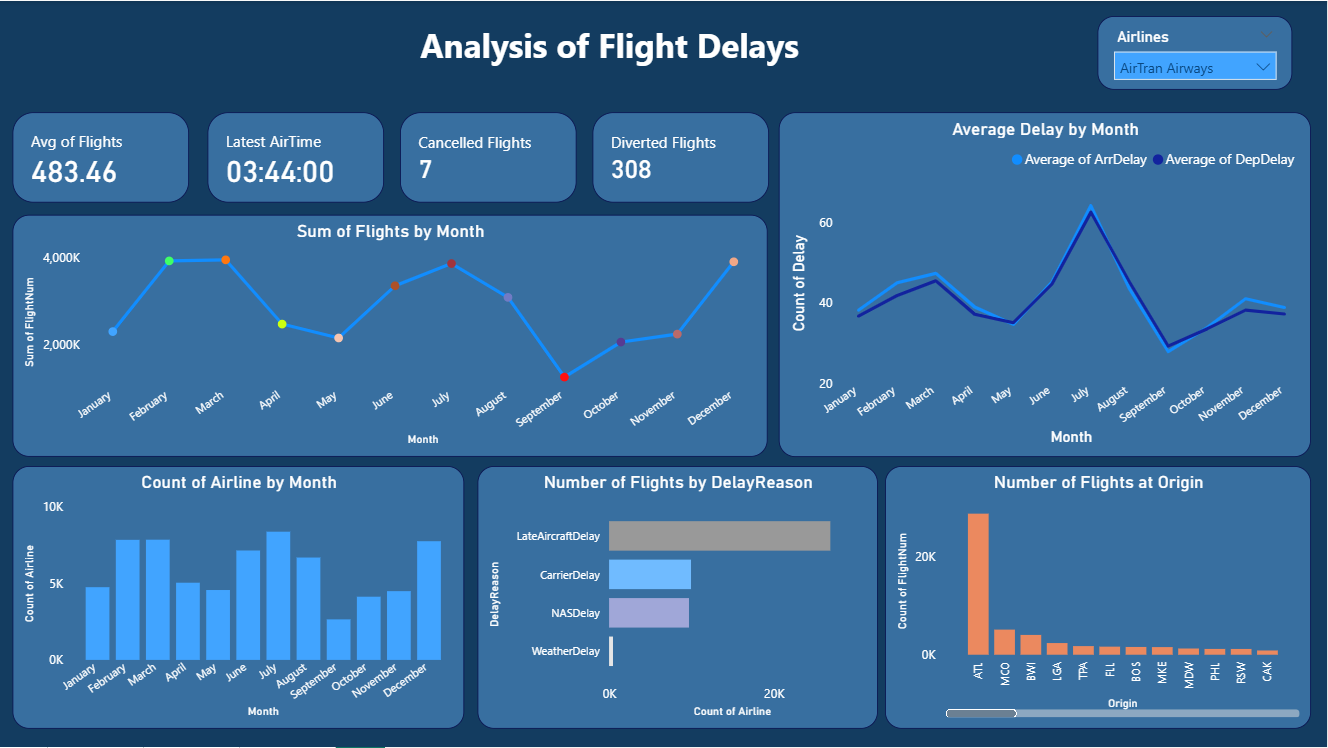 Analysis of Flight Delays
Airlines
AirTran Airways
Avg of Flights
483.46
Latest AirTime
03:44:00
Cancelled Flights
7
Diverted Flights
308
Average Delay by Month
Average of ArrDelay Average of DepDelay
Count of Delay
60
40
20
January February March April May June July August September October November December
Month
Sum of Flights by Month
Sum of FlightNum
4,000K
2,000K
January February March April May June July August September October November December
Month
Count of Airline by Month
Count of Airline
10K
5K
0K
January February March April May June July August September October November December
Month
Number of Flights by DelayReason
DelayReason
LateAircraftDelay
CarrierDelay
NASDelay
WeatherDelay
0K 20K
Count of Airline
Number of Flights at Origin
Count of FlightNum
20K
0K
ATL MCO BWI LGA TPA FLL BOS MKE MDW PHL RSW CAK
Origin